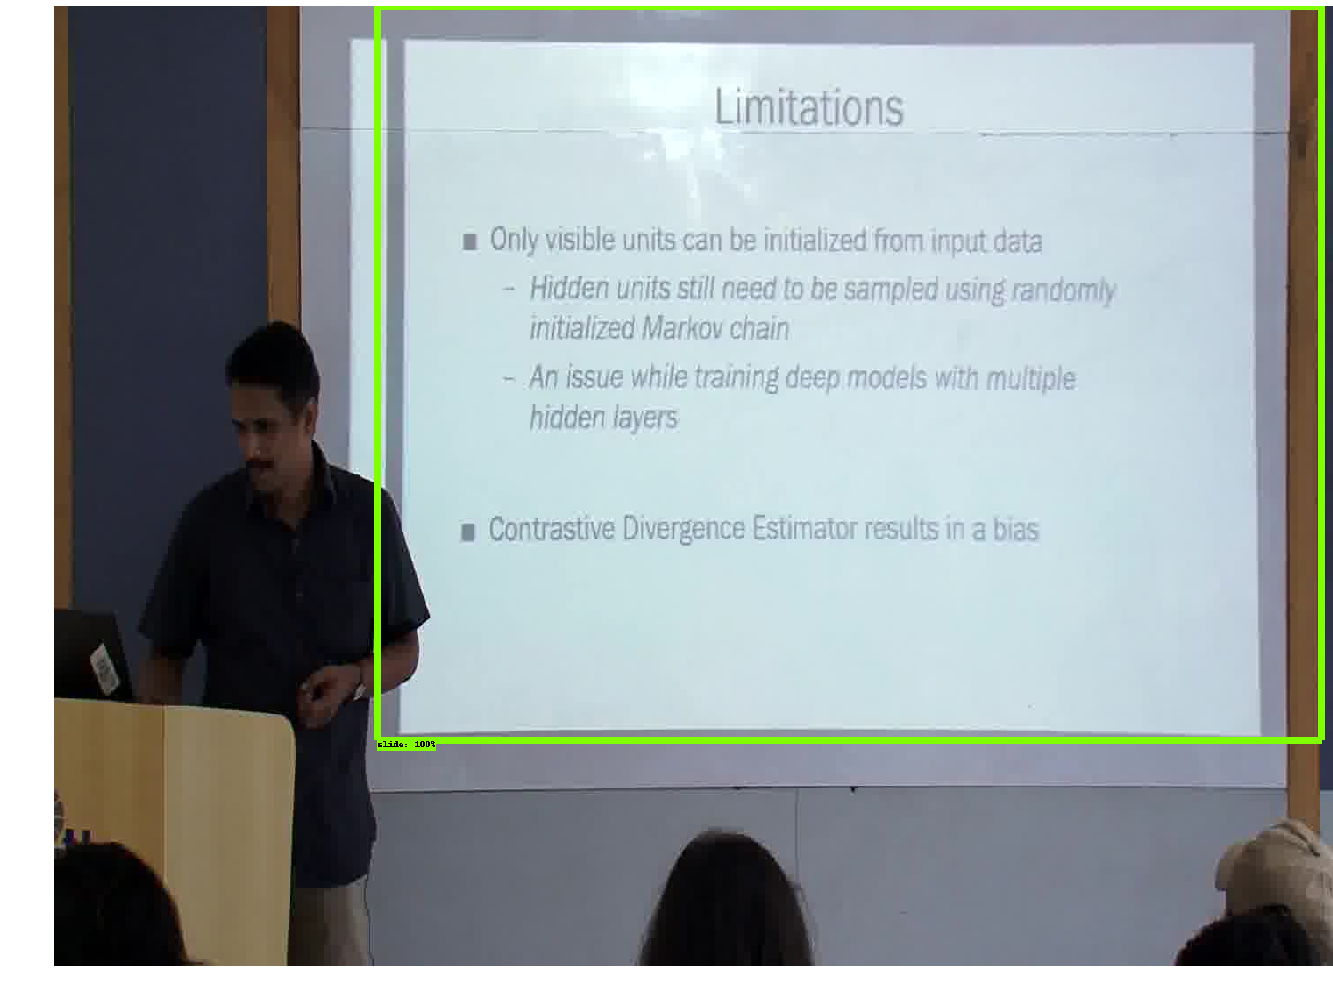 Limitations
■ Only visible units can be initialized from input data
– Hidden units still need to be sampled using randomly
initialized Markov chain
– An issue while training deep models with multiple
hidden layers
■ Contrastive Divergence Estimator results in a bias
slide: 100%